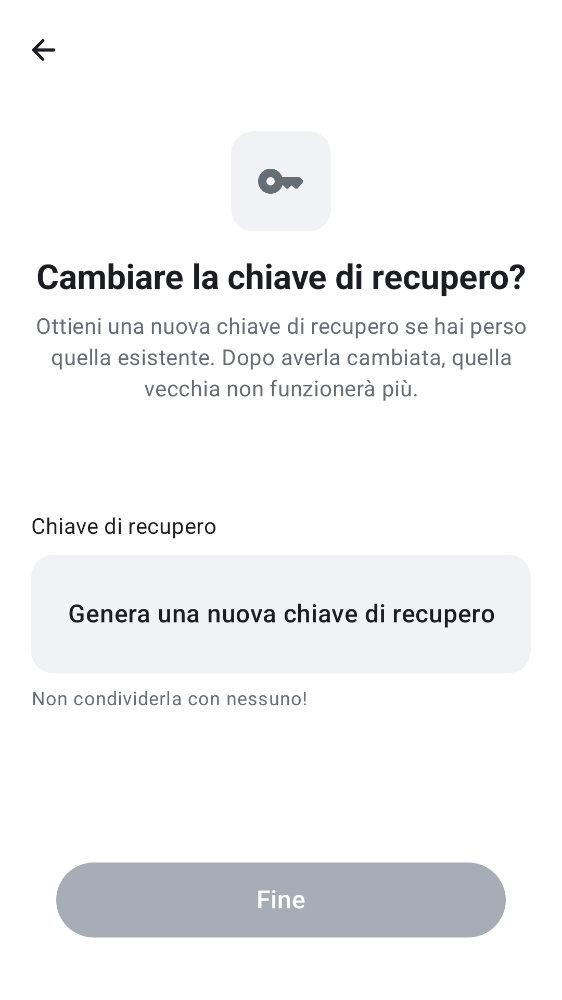 Cambiare la chiave di recupero?
Ottieni una nuova chiave di recupero se hai perso
quella esistente. Dopo averla cambiata, quella
vecchia non funzionerà più.
Chiave di recupero
Genera una nuova chiave di recupero
Non condividerla con nessuno!
Fine